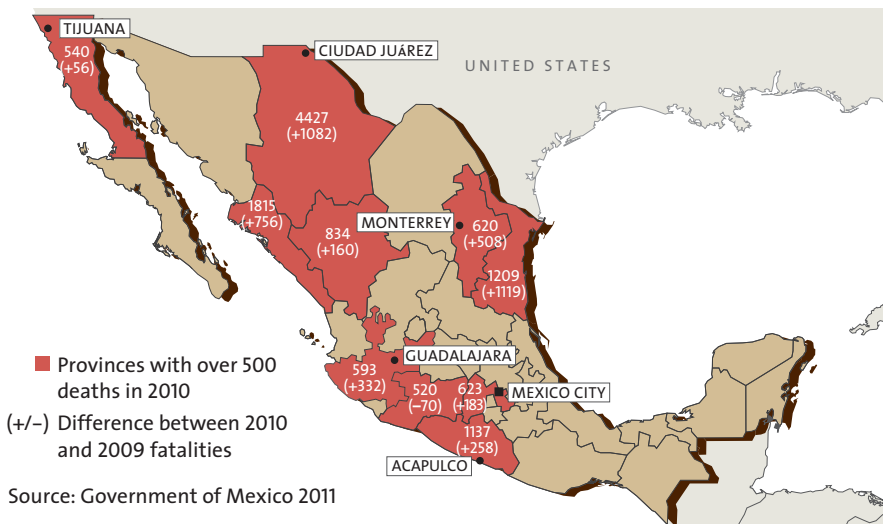 TIJUANA
540
(+56)
CIUDAD JUÁREZ
UNITED STATES
4427
(+1082)
1815
(+756)
834
(+160)
MONTERREY
620
(+508)
1209
(+1119)
GUADALAJARA
593
(+332)
520
(–70)
623
(+183)
MEXICO CITY
1137
(+258)
ACAPULCO
Provinces with over 500
deaths in 2010
(+/–) Difference between 2010
and 2009 fatalities
Source: Government of Mexico 2011